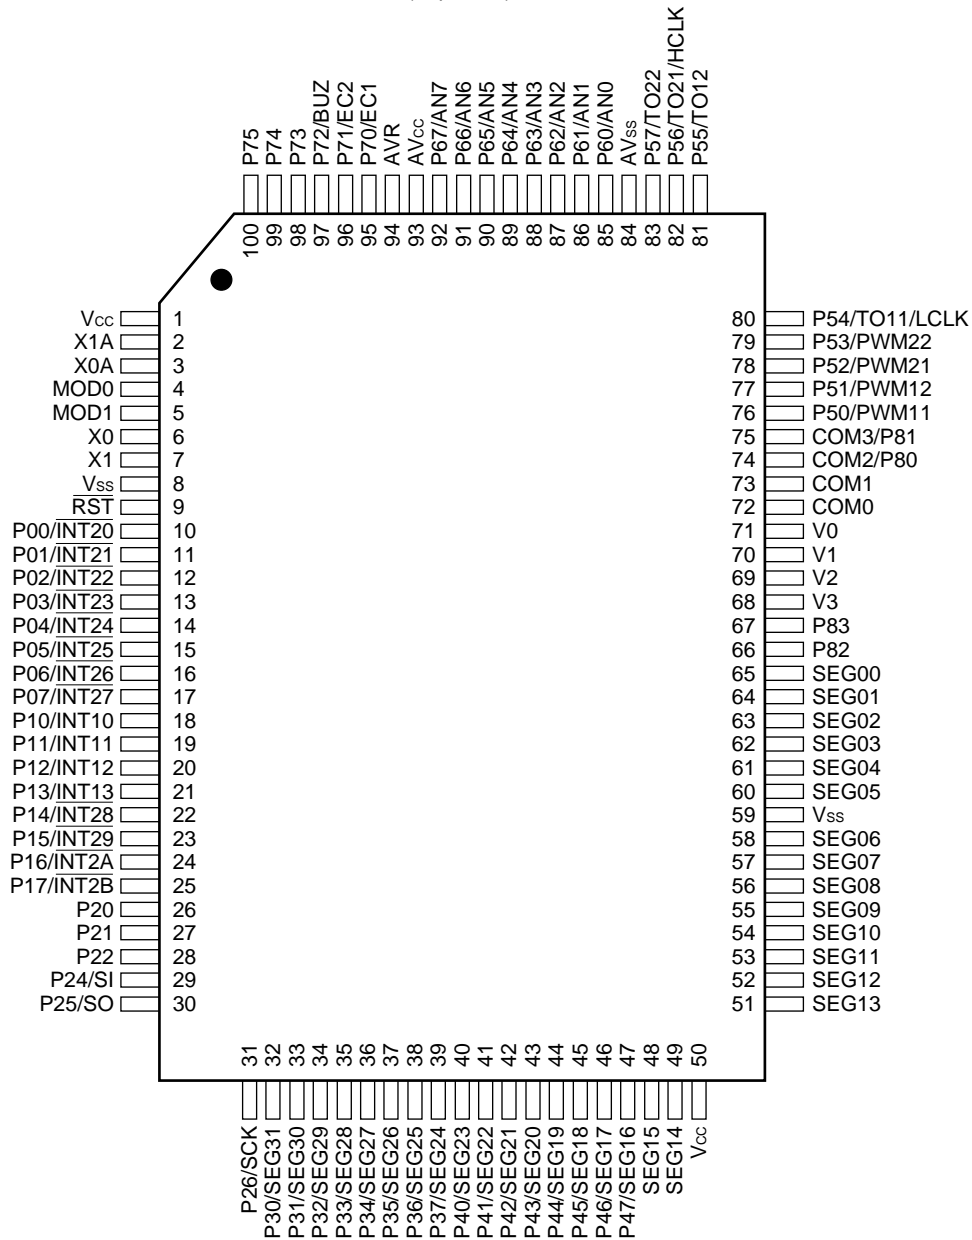 P75
P74
P73
P72/BUZ
P71/EC2
P70/EC1
AVR
AVcc
P67/AN7
P66/AN6
P65/AN5
P64/AN4
P63/AN3
P62/AN2
P61/AN1
P60/AN0
AVss
P57/TO22
P56/TO21/HCLK
P55/TO12
100
99
98
97
96
95
94
93
92
91
90
89
88
87
86
85
84
83
82
81
Vcc 1
X1A 2
X0A 3
MOD0 4
MOD1 5
X0 6
X1 7
Vss 8
RST 9
P00/INT20 10
P01/INT21 11
P02/INT22 12
P03/INT23 13
P04/INT24 14
P05/INT25 15
P06/INT26 16
P07/INT27 17
P10/INT10 18
P11/INT11 19
P12/INT12 20
P13/INT13 21
P14/INT28 22
P15/INT29 23
P16/INT2A 24
P17/INT2B 25
P20 26
P21 27
P22 28
P24/SI 29
P25/SO 30
80 P54/TO11/LCLK
79 P53/PWM22
78 P52/PWM21
77 P51/PWM12
76 P50/PWM11
75 COM3/P81
74 COM2/P80
73 COM1
72 COM0
71 V0
70 V1
69 V2
68 V3
67 P83
66 P82
65 SEG00
64 SEG01
63 SEG02
62 SEG03
61 SEG04
60 SEG05
59 Vss
58 SEG06
57 SEG07
56 SEG08
55 SEG09
54 SEG10
53 SEG11
52 SEG12
51 SEG13
31
32
33
34
35
36
37
38
39
40
41
42
43
44
45
46
47
48
49
50
P26/SCK
P30/SEG31
P31/SEG30
P32/SEG29
P33/SEG28
P34/SEG27
P35/SEG26
P36/SEG25
P37/SEG24
P40/SEG23
P41/SEG22
P42/SEG21
P43/SEG20
P44/SEG19
P45/SEG18
P46/SEG17
P47/SEG16
SEG15
SEG14
Vcc